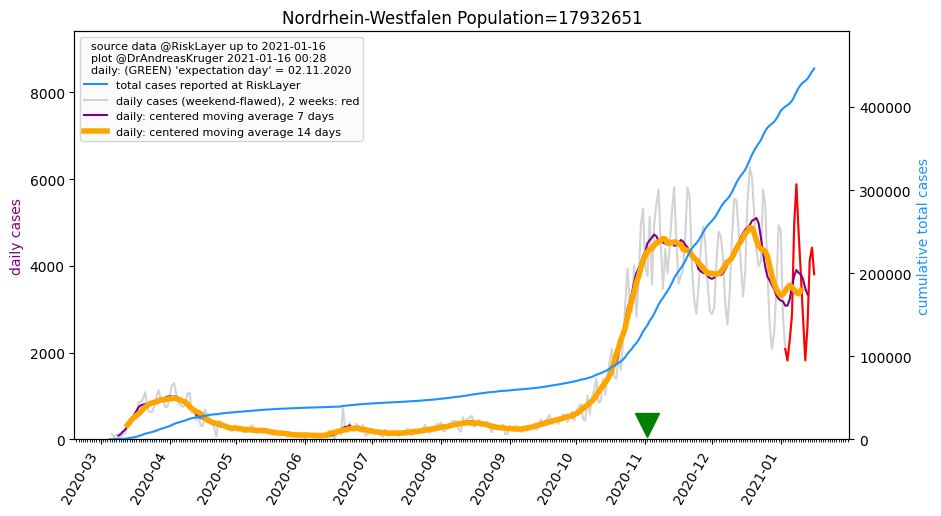 Nordrhein-Westfalen Population=17932651
source data @RiskLayer up to 2021-01-16
plot @DrAndreasKruger 2021-01-16 00:28
daily: (GREEN) 'expectation day' = 02.11.2020
total cases reported at RiskLayer
daily cases (weekend-flawed), 2 weeks: red
daily: centered moving average 7 days
daily: centered moving average 14 days
daily cases
8000
6000
4000
2000
0
400000
300000
200000
100000
0
cumulative total cases
2020-03
2020-04
2020-05
2020-06
2020-07
2020-08
2020-09
2020-10
2020-11
2020-12
2021-01